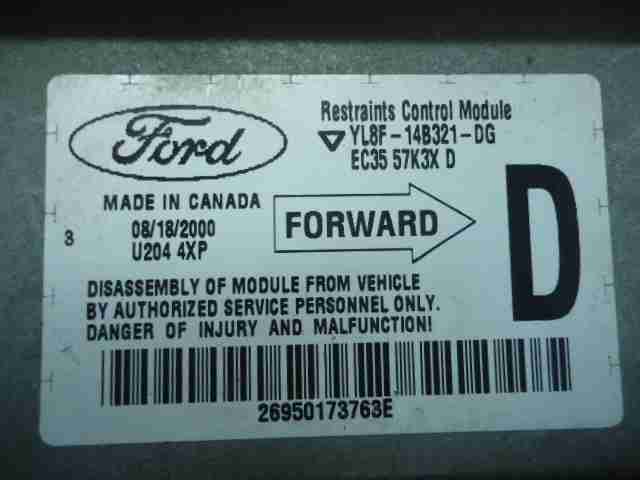 Ford
Restraints Control Module
YL8F-14B321-DG
EC35 57K3X D
MADE IN CANADA
08/18/2000
U204 4XP
3
FORWARD
D
DISASSEMBLY OF MODULE FROM VEHICLE
BY AUTHORIZED SERVICE PERSONNEL ONLY.
DANGER OF INJURY AND MALFUNCTION!
26950173763E